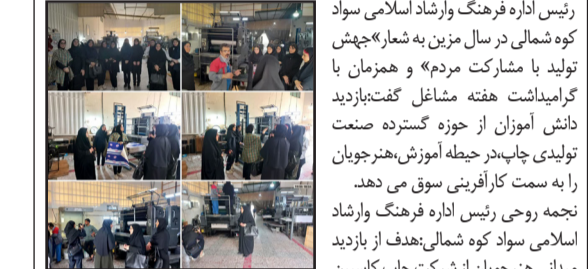 رئیس اداره فرهنگ وارشاد اسلامی سواد
کوه شمالی در سال مزین به شعار»جهش
تولید با مشارکت مردم» و همزمان با
گرامیداشت هفته مشاغل گفت:بازدید
دانش آموزان از حوزه گسترده صنعت
تولیدی چاپ،در حیطه آموزش،هنرجویان
را به سمت کارآفرینی سوق می دهد.
نجمه روحی رئیس اداره فرهنگ وارشاد
اسلامی سواد کوه شمالی:هدف از بازدید